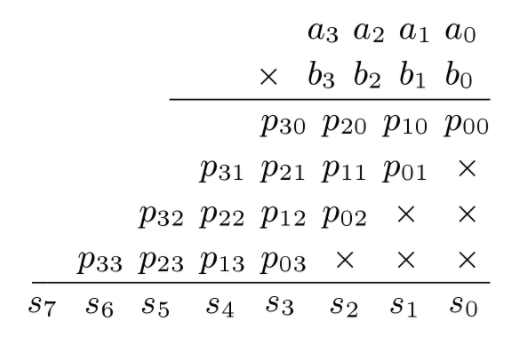 a₃ a₂ a₁ a₀
× b₃ b₂ b₁ b₀
p₃₀ p₂₀ p₁₀ p₀₀
p₃₁ p₂₁ p₁₁ p₀₁ ×
p₃₂ p₂₂ p₁₂ p₀₂ × ×
p₃₃ p₂₃ p₁₃ p₀₃ × × ×
s₇ s₆ s₅ s₄ s₃ s₂ s₁ s₀